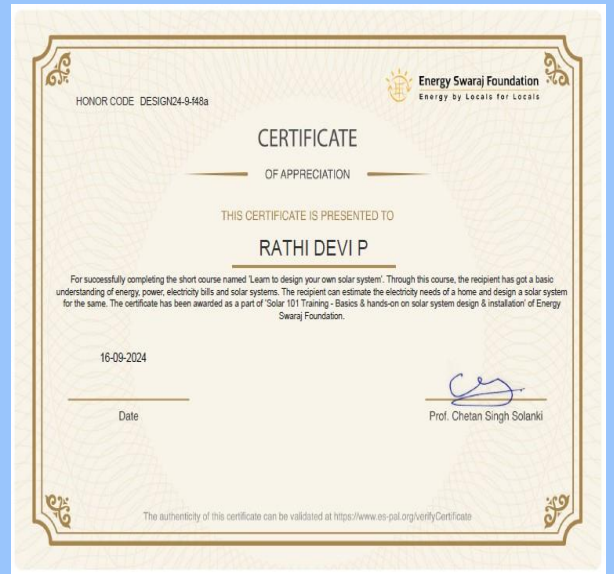 Energy Swaraj Foundation
Energy by Locals for Locals
HONOR CODE DESIGN24-9-f48a
CERTIFICATE
OF APPRECIATION
THIS CERTIFICATE IS PRESENTED TO
RATHI DEVI P
For successfully completing the short course named 'Learn to design your own solar system'. Through this course, the recipient has got a basic
understanding of energy, power, electricity bills and solar systems. The recipient can estimate the electricity needs of a home and design a solar system
for the same. The certificate has been awarded as a part of 'Solar 101 Training - Basics & hands-on on solar system design & installation' of Energy
Swaraj Foundation.
16-09-2024
Date
Prof. Chetan Singh Solanki
The authenticity of this certificate can be validated at https://www.es-pal.org/verifyCertificate